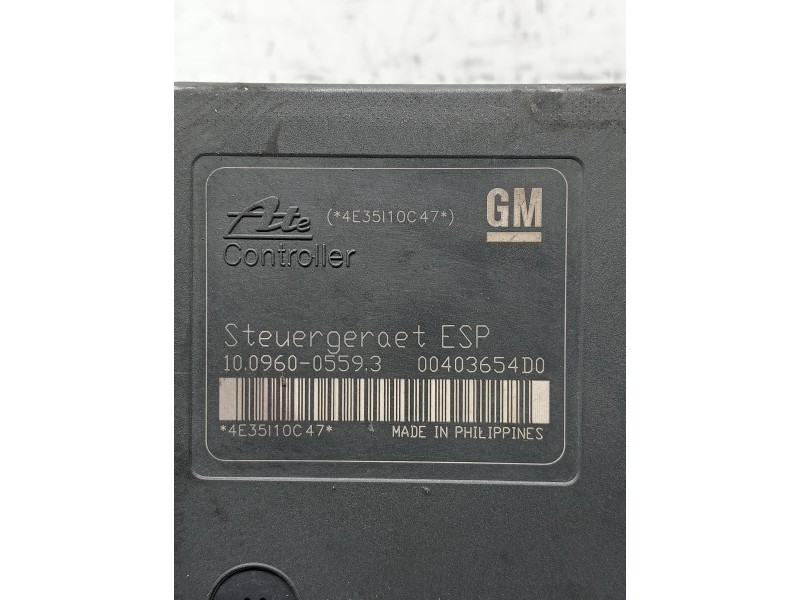 Ate (*4E35I10C47*) GM
Controller
Steuergeraet ESP
10.0960-0559.3 00403654D0
*4E35I10C47* MADE IN PHILIPPINES